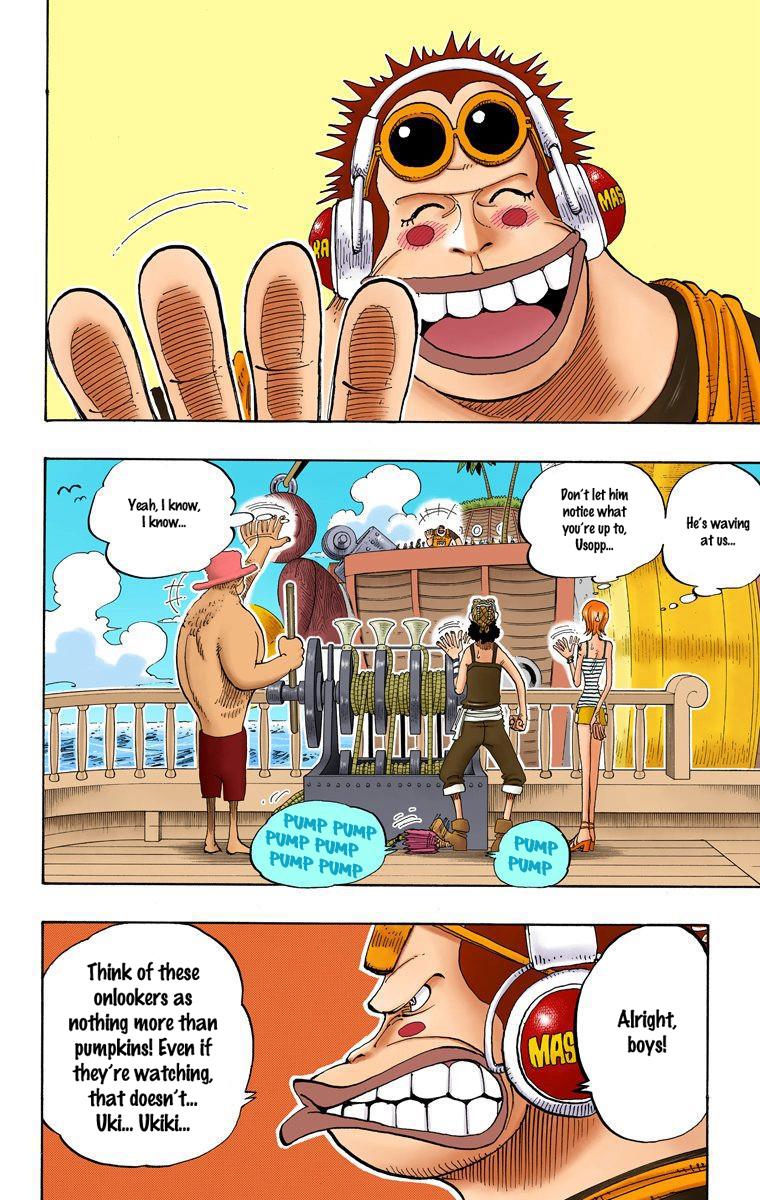 RA
MAS
He's waving
at us...
Don't let him
notice what
you're up to,
Usopp...
Yeah, I know,
I know...
PUMP
PUMP
PUMP PUMP
PUMP PUMP
PUMP PUMP
Alright,
boys!
MAS
Think of these
onlookers as
nothing more than
pumpkins! Even if
they're watching,
that doesn't...
Uki... Ukiki...